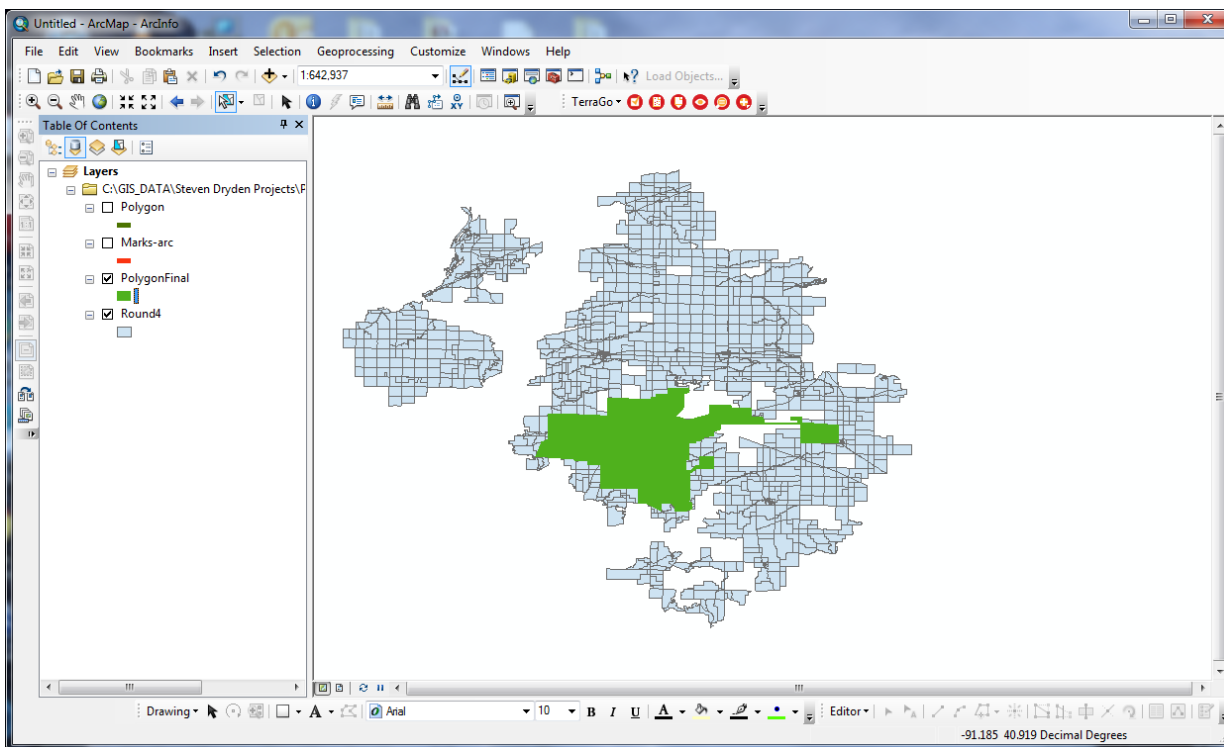 Untitled - ArcMap - ArcInfo
File Edit View Bookmarks Insert Selection Geoprocessing Customize Windows Help
1:642,937 Load Objects...
TerraGo
Table Of Contents
Layers
C:\GIS_DATA\Steven Dryden Projects\P
Polygon
Marks-arc
PolygonFinal
Round4
Drawing A Arial 10 B I U A Editor
-91.185 40.919 Decimal Degrees